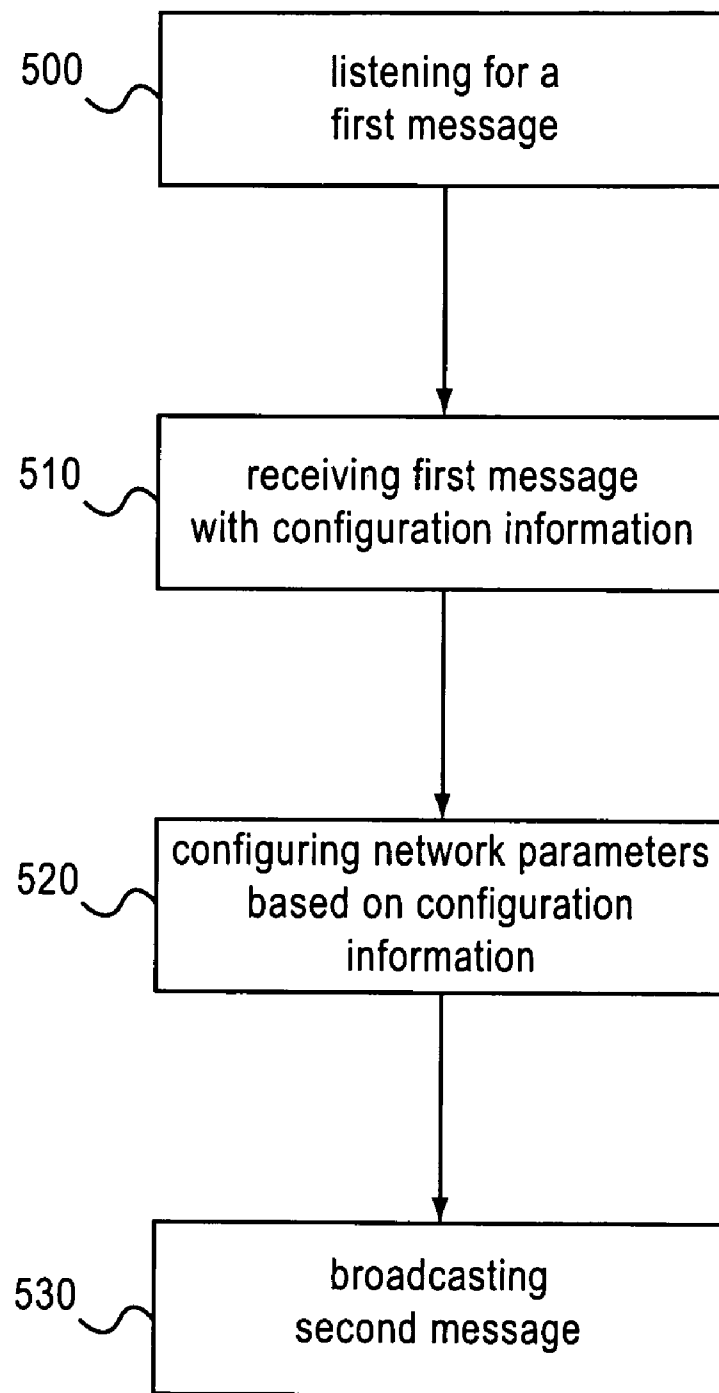 500
listening for a
first message
510
receiving first message
with configuration information
520
configuring network parameters
based on configuration
information
530
broadcasting
second message